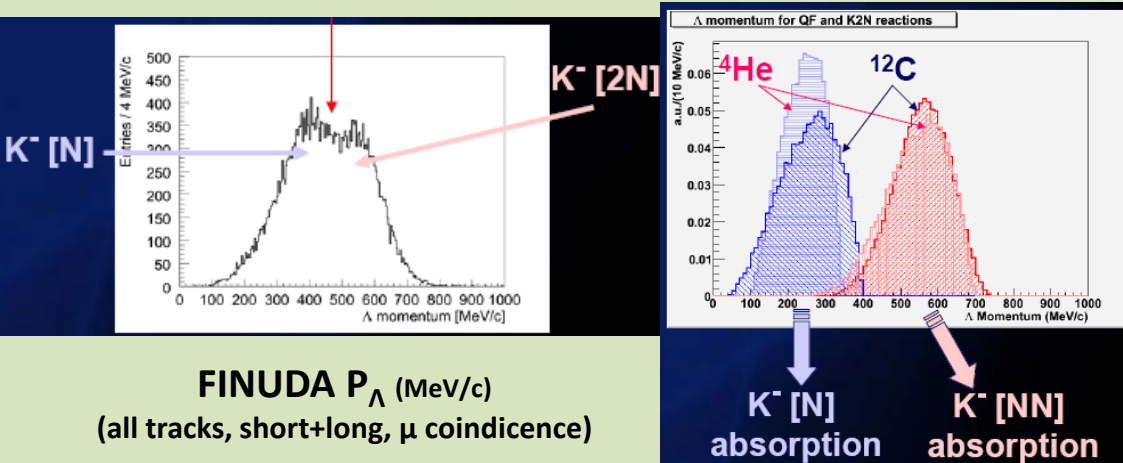 Entries / 4 MeV/c
500
450
400
350
300
250
200
150
100
50
0
0 100 200 300 400 500 600 700 800 900 1000
Λ momentum [MeV/c]
K⁻ [N]
K⁻ [2N]
FINUDA P_Λ (MeV/c)
(all tracks, short+long, μ coindicence)
Λ momentum for QF and K2N reactions
a.u./(10 MeV/c)
0.06
0.05
0.04
0.03
0.02
0.01
0
⁴He
¹²C
0 100 200 300 400 500 600 700 800 900 1000
Λ Momentum (MeV/c)
K⁻ [N]
absorption
K⁻ [NN]
absorption